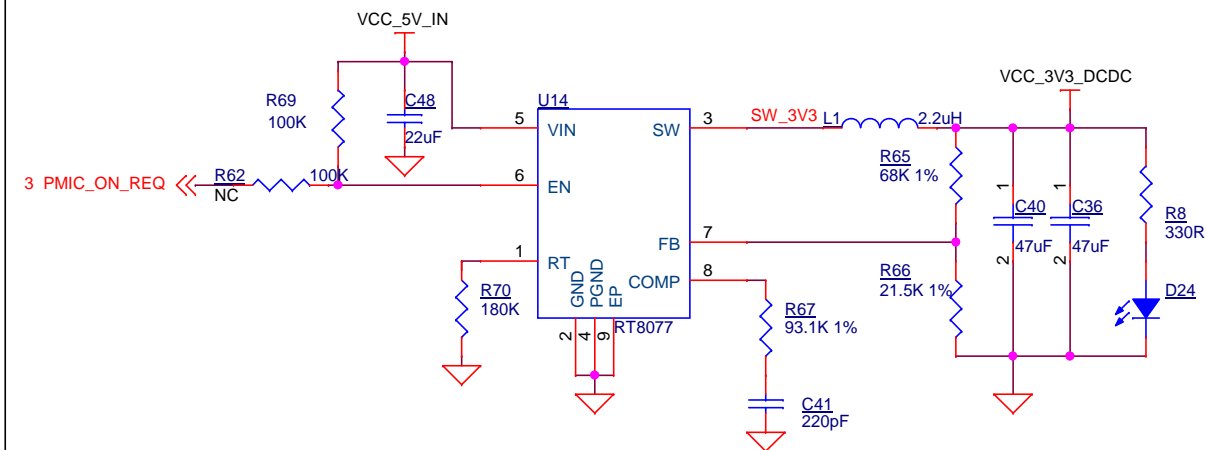 VCC_5V_IN
VCC_3V3_DCDC
R69
100K
C48
22uF
U14
5
VIN
SW
3
SW_3V3
L1
2.2uH
R65
68K 1%
3 PMIC_ON_REQ
R62
NC
100K
6
EN
1
C40
47uF
2
1
C36
47uF
2
R8
330R
FB
7
1
RT
COMP
8
R70
180K
GND
PGND
EP
RT8077
2
4
9
R66
21.5K 1%
R67
93.1K 1%
D24
C41
220pF